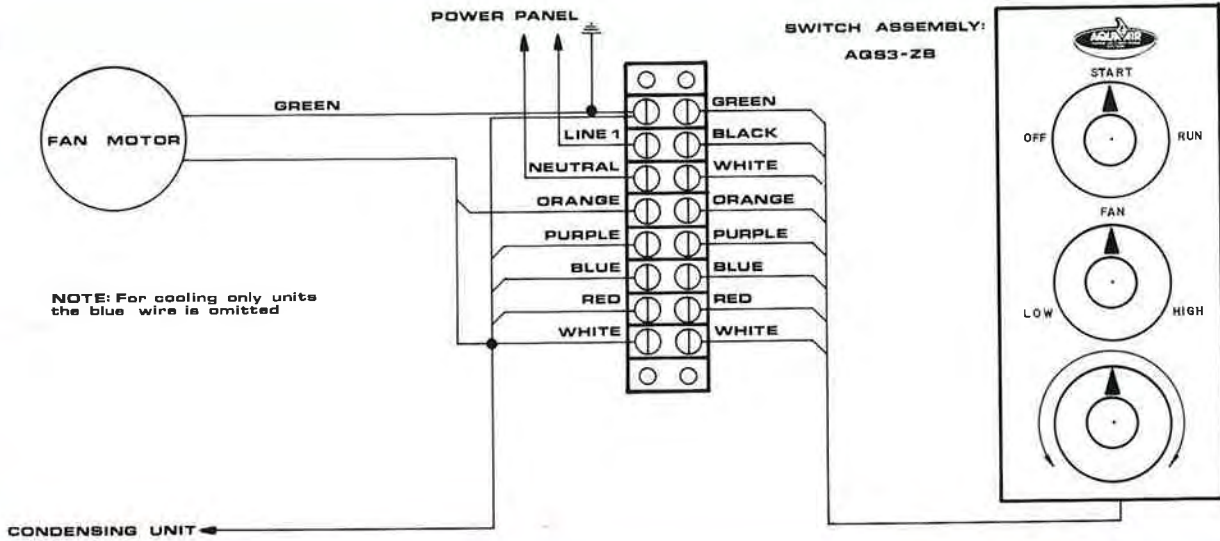 POWER PANEL
SWITCH ASSEMBLY:
AQS3-ZB
AQUA AIR
START
OFF
RUN
FAN MOTOR
GREEN
GREEN
LINE 1
BLACK
NEUTRAL
WHITE
ORANGE
ORANGE
FAN
PURPLE
PURPLE
BLUE
BLUE
NOTE: For cooling only units
the blue wire is omitted
RED
RED
LOW
HIGH
WHITE
WHITE
CONDENSING UNIT